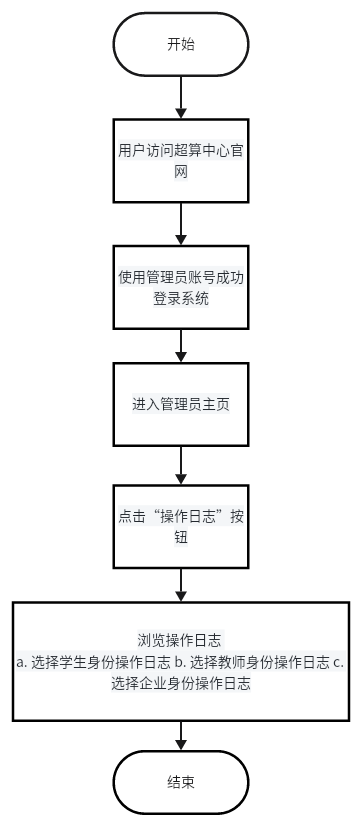 开始
用户访问超算中心官
网
使用管理员账号成功
登录系统
进入管理员主页
点击“操作日志”按
钮
浏览操作日志
a. 选择学生身份操作日志 b. 选择教师身份操作日志 c.
选择企业身份操作日志
结束